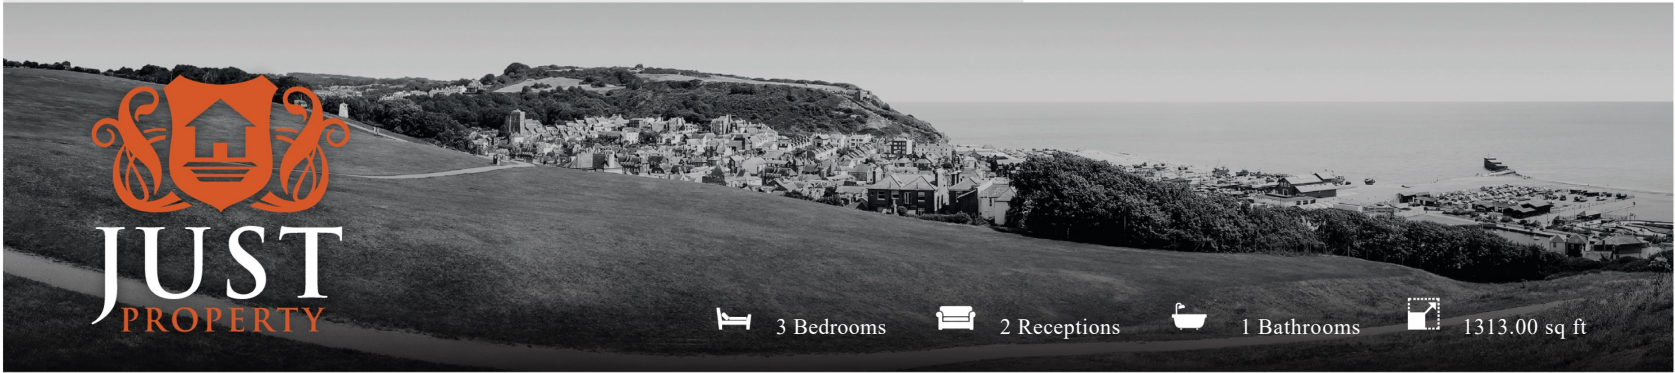 JUST
PROPERTY
3 Bedrooms
2 Receptions
1 Bathrooms
1313.00 sq ft